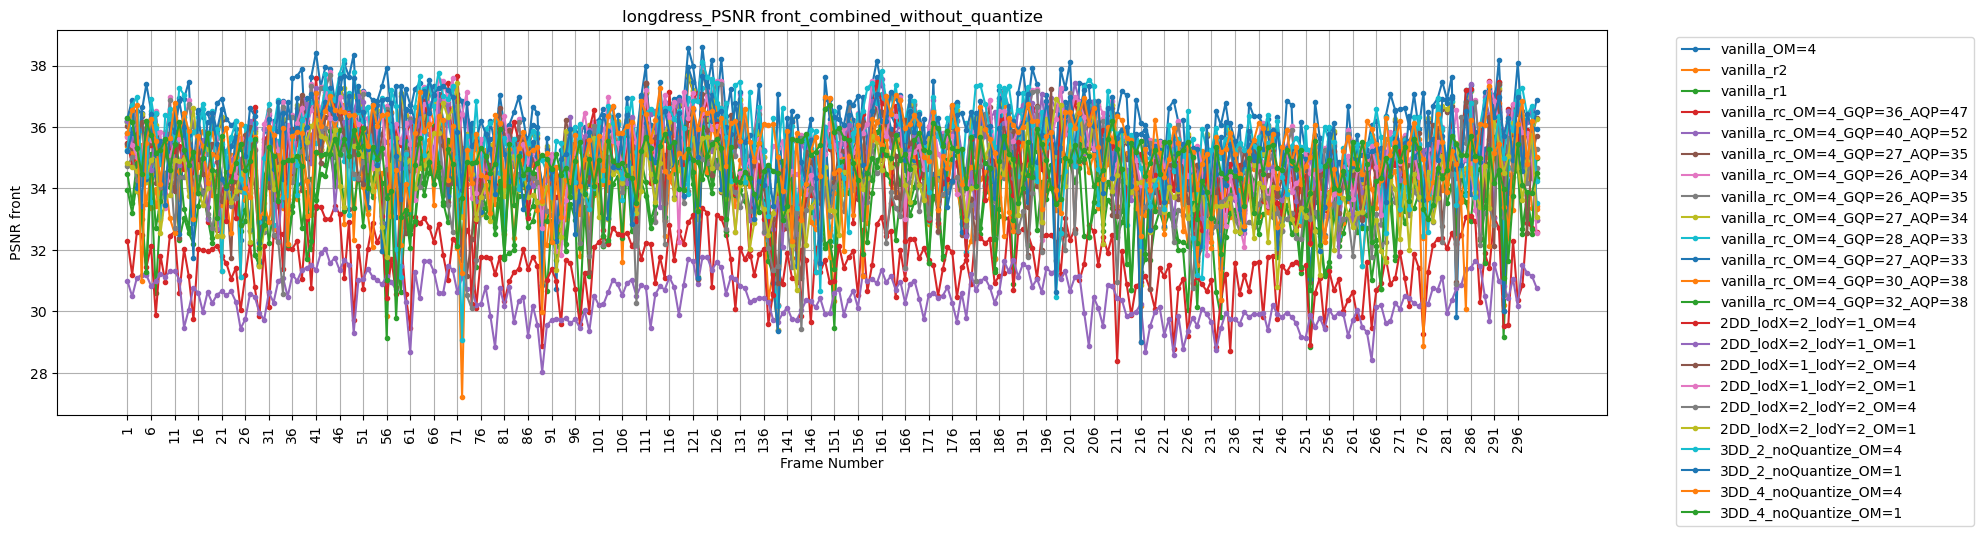 longdress_PSNR front_combined_without_quantize
PSNR front
38
36
34
32
30
28
1 6 11 16 21 26 31 36 41 46 51 56 61 66 71 76 81 86 91 96 101 106 111 116 121 126 131 136 141 146 151 156 161 166 171 176 181 186 191 196 201 206 211 216 221 226 231 236 241 246 251 256 261 266 271 276 281 286 291 296
Frame Number
vanilla_OM=4
vanilla_r2
vanilla_r1
vanilla_rc_OM=4_GQP=36_AQP=47
vanilla_rc_OM=4_GQP=40_AQP=52
vanilla_rc_OM=4_GQP=27_AQP=35
vanilla_rc_OM=4_GQP=26_AQP=34
vanilla_rc_OM=4_GQP=26_AQP=35
vanilla_rc_OM=4_GQP=27_AQP=34
vanilla_rc_OM=4_GQP=28_AQP=33
vanilla_rc_OM=4_GQP=27_AQP=33
vanilla_rc_OM=4_GQP=30_AQP=38
vanilla_rc_OM=4_GQP=32_AQP=38
2DD_lodX=2_lodY=1_OM=4
2DD_lodX=2_lodY=1_OM=1
2DD_lodX=1_lodY=2_OM=4
2DD_lodX=1_lodY=2_OM=1
2DD_lodX=2_lodY=2_OM=4
2DD_lodX=2_lodY=2_OM=1
3DD_2_noQuantize_OM=4
3DD_2_noQuantize_OM=1
3DD_4_noQuantize_OM=4
3DD_4_noQuantize_OM=1